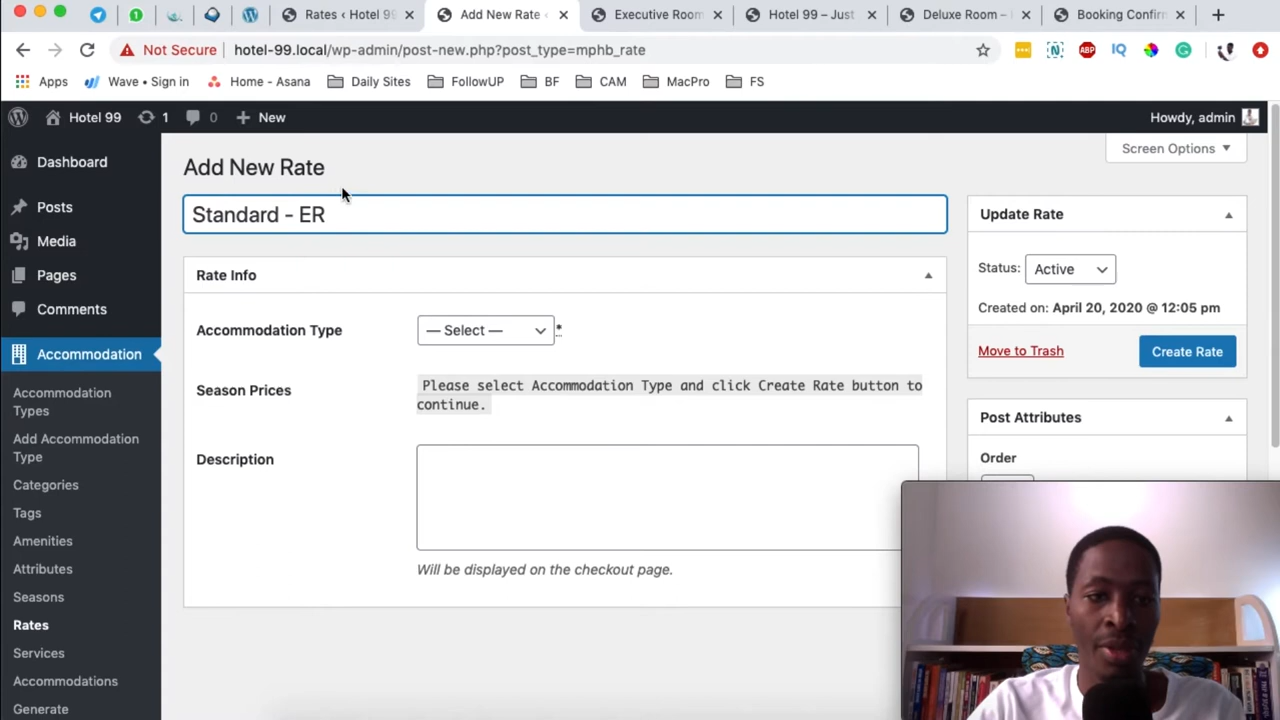 Rates ‹ Hotel 99
Add New Rate ‹
Executive Room
Hotel 99 – Just
Deluxe Room –
Booking Confirm
Not Secure
hotel-99.local/wp-admin/post-new.php?post_type=mphb_rate
ABP
IQ
Apps
Wave • Sign in
Home - Asana
Daily Sites
FollowUP
BF
CAM
MacPro
FS
Hotel 99
1
0
+ New
Howdy, admin
Dashboard
Posts
Media
Pages
Comments
Accommodation
Accommodation
Types
Add Accommodation
Type
Categories
Tags
Amenities
Attributes
Seasons
Rates
Services
Accommodations
Generate
Screen Options
Add New Rate
Standard - ER
Rate Info
Accommodation Type
— Select —
*
Season Prices
Please select Accommodation Type and click Create Rate button to
continue.
Description
Will be displayed on the checkout page.
Update Rate
Status:
Active
Created on: April 20, 2020 @ 12:05 pm
Move to Trash
Create Rate
Post Attributes
Order